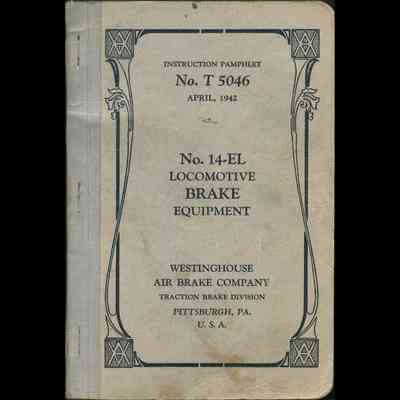 INSTRUCTION PAMPHLET
No. T 5046
APRIL, 1942
No. 14-EL
LOCOMOTIVE
BRAKE
EQUIPMENT
WESTINGHOUSE
AIR BRAKE COMPANY
TRACTION BRAKE DIVISION
PITTSBURGH, PA.
U. S. A.